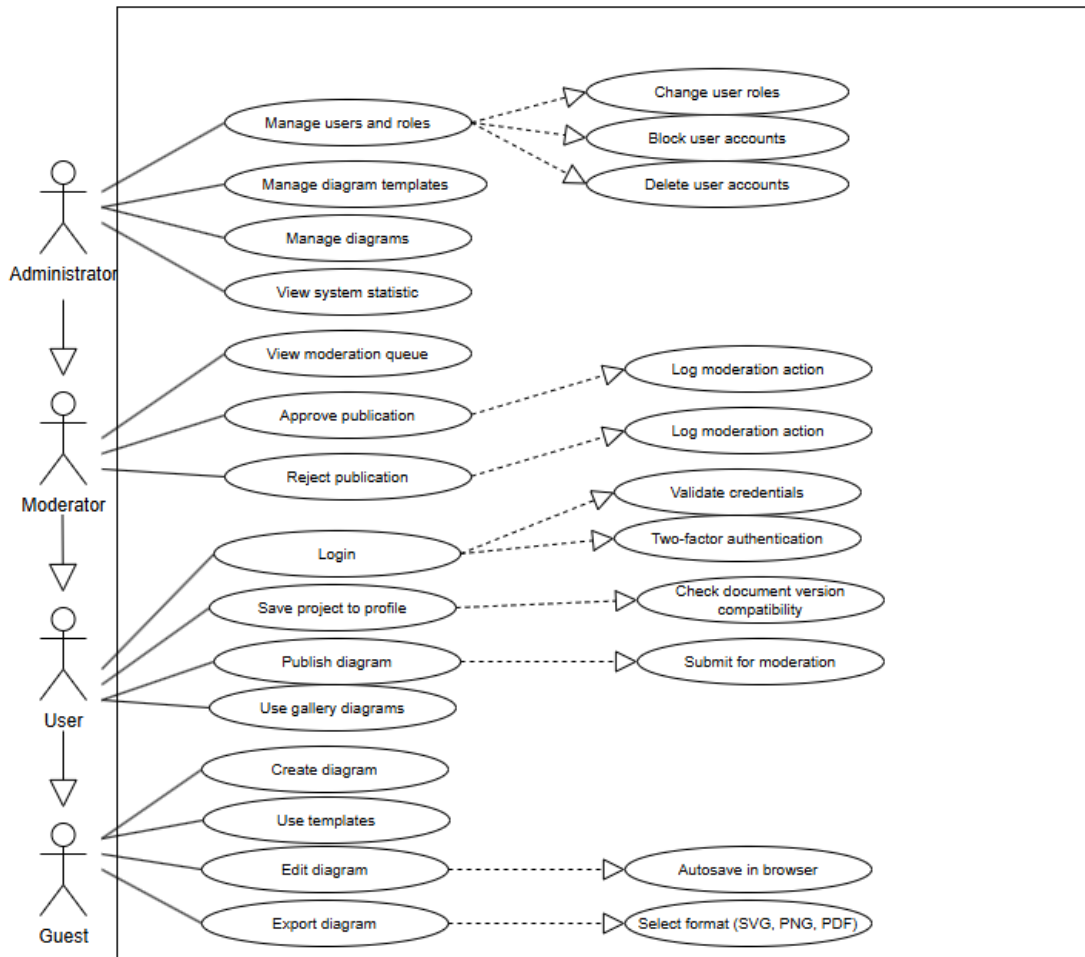 Change user roles
Manage users and roles
Block user accounts
Delete user accounts
Manage diagram templates
Manage diagrams
Administrator
View system statistic
View moderation queue
Log moderation action
Approve publication
Log moderation action
Reject publication
Moderator
Validate credentials
Two-factor authentication
Login
Check document version
compatibility
Save project to profile
Publish diagram
Submit for moderation
Use gallery diagrams
User
Create diagram
Use templates
Edit diagram
Autosave in browser
Export diagram
Select format (SVG, PNG, PDF)
Guest